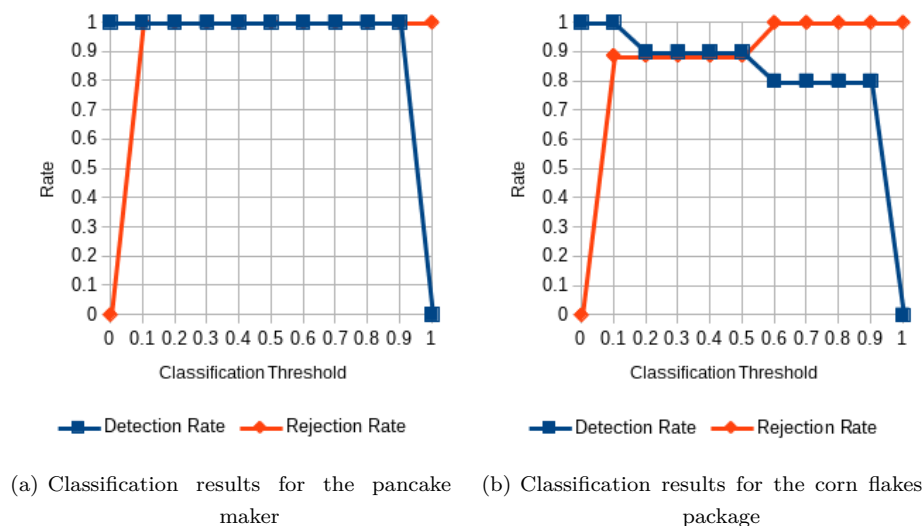 1
0.9
0.8
0.7
0.6
0.5
0.4
0.3
0.2
0.1
0
Rate
0 0.1 0.2 0.3 0.4 0.5 0.6 0.7 0.8 0.9 1
Classification Threshold
Detection Rate Rejection Rate
(a) Classification results for the pancake
maker
1
0.9
0.8
0.7
0.6
0.5
0.4
0.3
0.2
0.1
0
Rate
0 0.1 0.2 0.3 0.4 0.5 0.6 0.7 0.8 0.9 1
Classification Threshold
Detection Rate Rejection Rate
(b) Classification results for the corn flakes
package